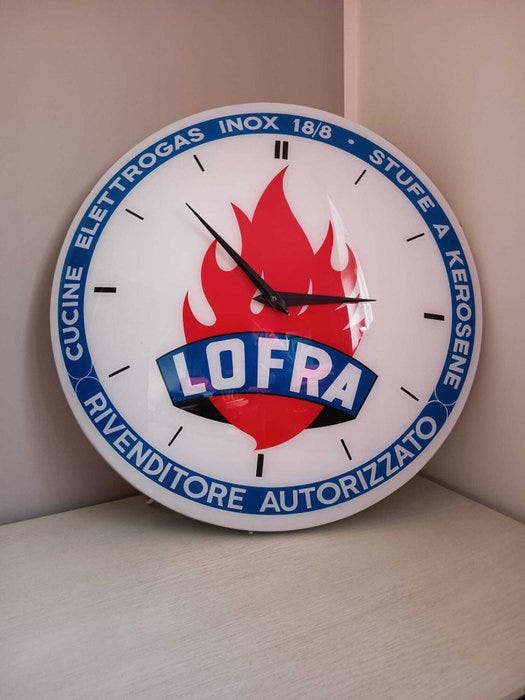 CUCINE ELETTROGAS INOX 18/8 · STUFE A KEROSENE
LOFRA
RIVENDITORE AUTORIZZATO